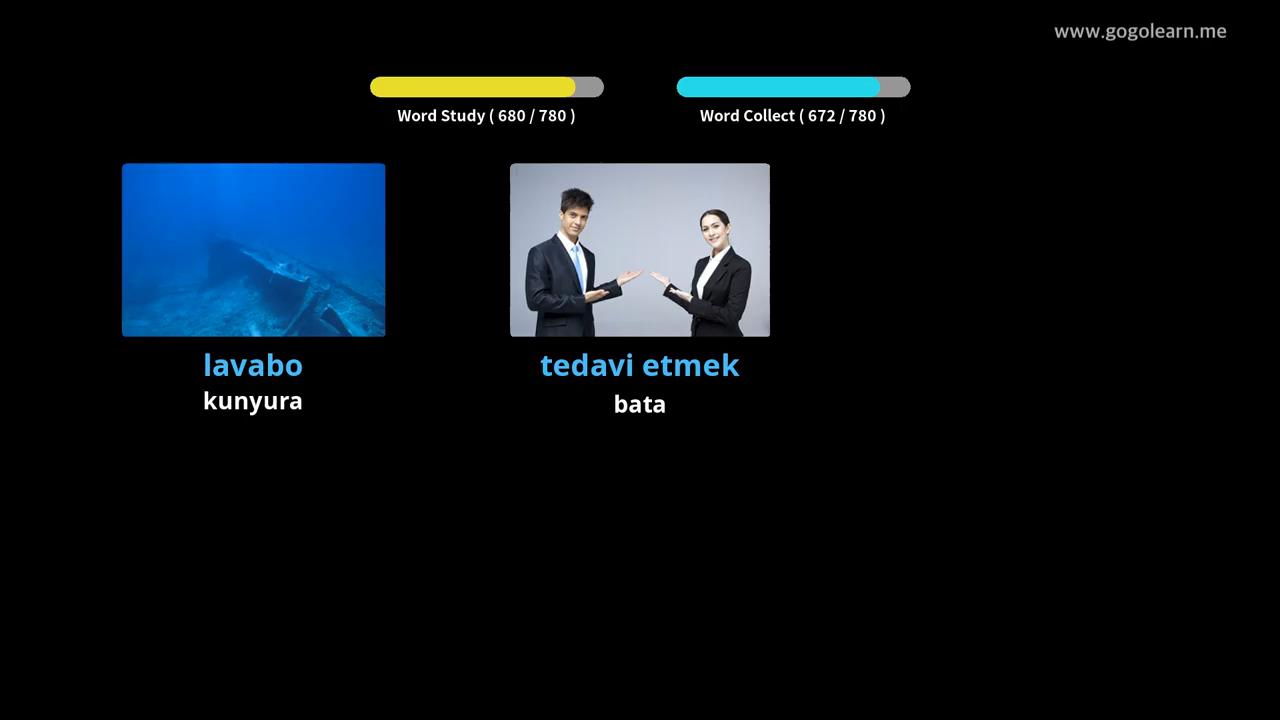 www.gogolearn.me
Word Study ( 680 / 780 )
Word Collect ( 672 / 780 )
lavabo
kunyura
tedavi etmek
bata